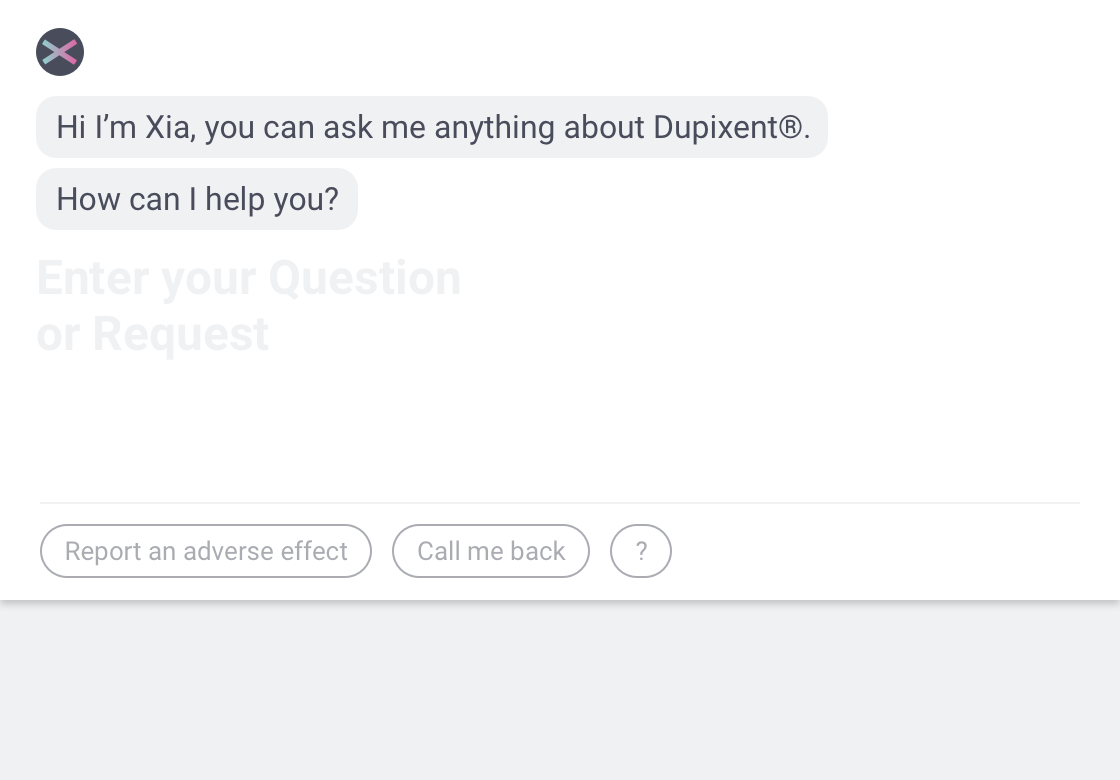 Hi I’m Xia, you can ask me anything about Dupixent®.
How can I help you?
Enter your Question
or Request
Report an adverse effect
Call me back
?